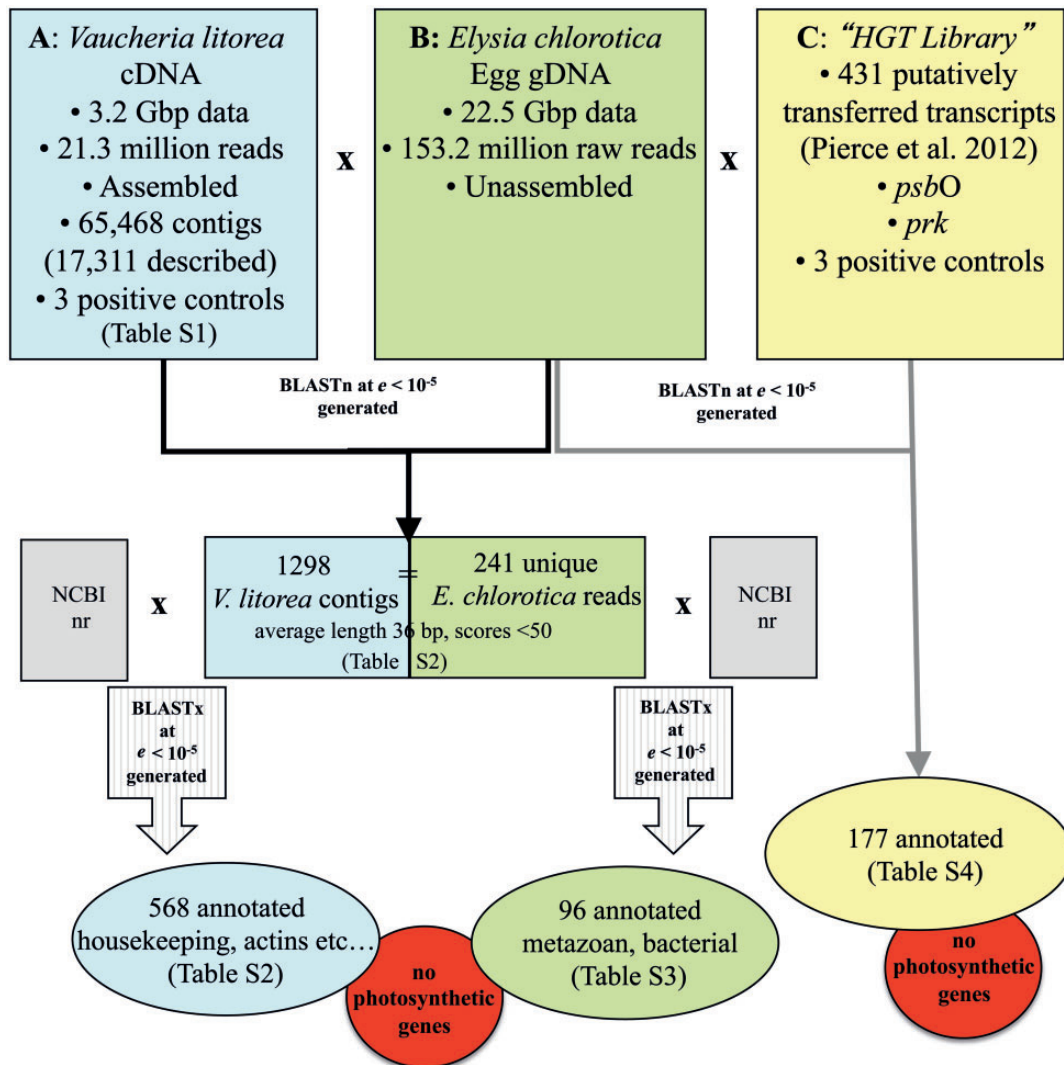 A: Vaucheria litorea
cDNA
• 3.2 Gbp data
• 21.3 million reads
• Assembled
• 65,468 contigs
(17,311 described)
• 3 positive controls
(Table S1)
x
B: Elysia chlorotica
Egg gDNA
• 22.5 Gbp data
• 153.2 million raw reads
• Unassembled
x
C: “HGT Library”
• 431 putatively
transferred transcripts
(Pierce et al. 2012)
• psbO
• prk
• 3 positive controls
BLASTn at e < 10-5
generated
BLASTn at e < 10-5
generated
NCBI
nr
x
1298
V. litorea contigs
=
241 unique
E. chlorotica reads
average length 36 bp, scores <50
(Table S2)
x
NCBI
nr
BLASTx
at
e < 10-5
generated
BLASTx
at
e < 10-5
generated
568 annotated
housekeeping, actins etc…
(Table S2)
no
photosynthetic
genes
96 annotated
metazoan, bacterial
(Table S3)
177 annotated
(Table S4)
no
photosynthetic
genes